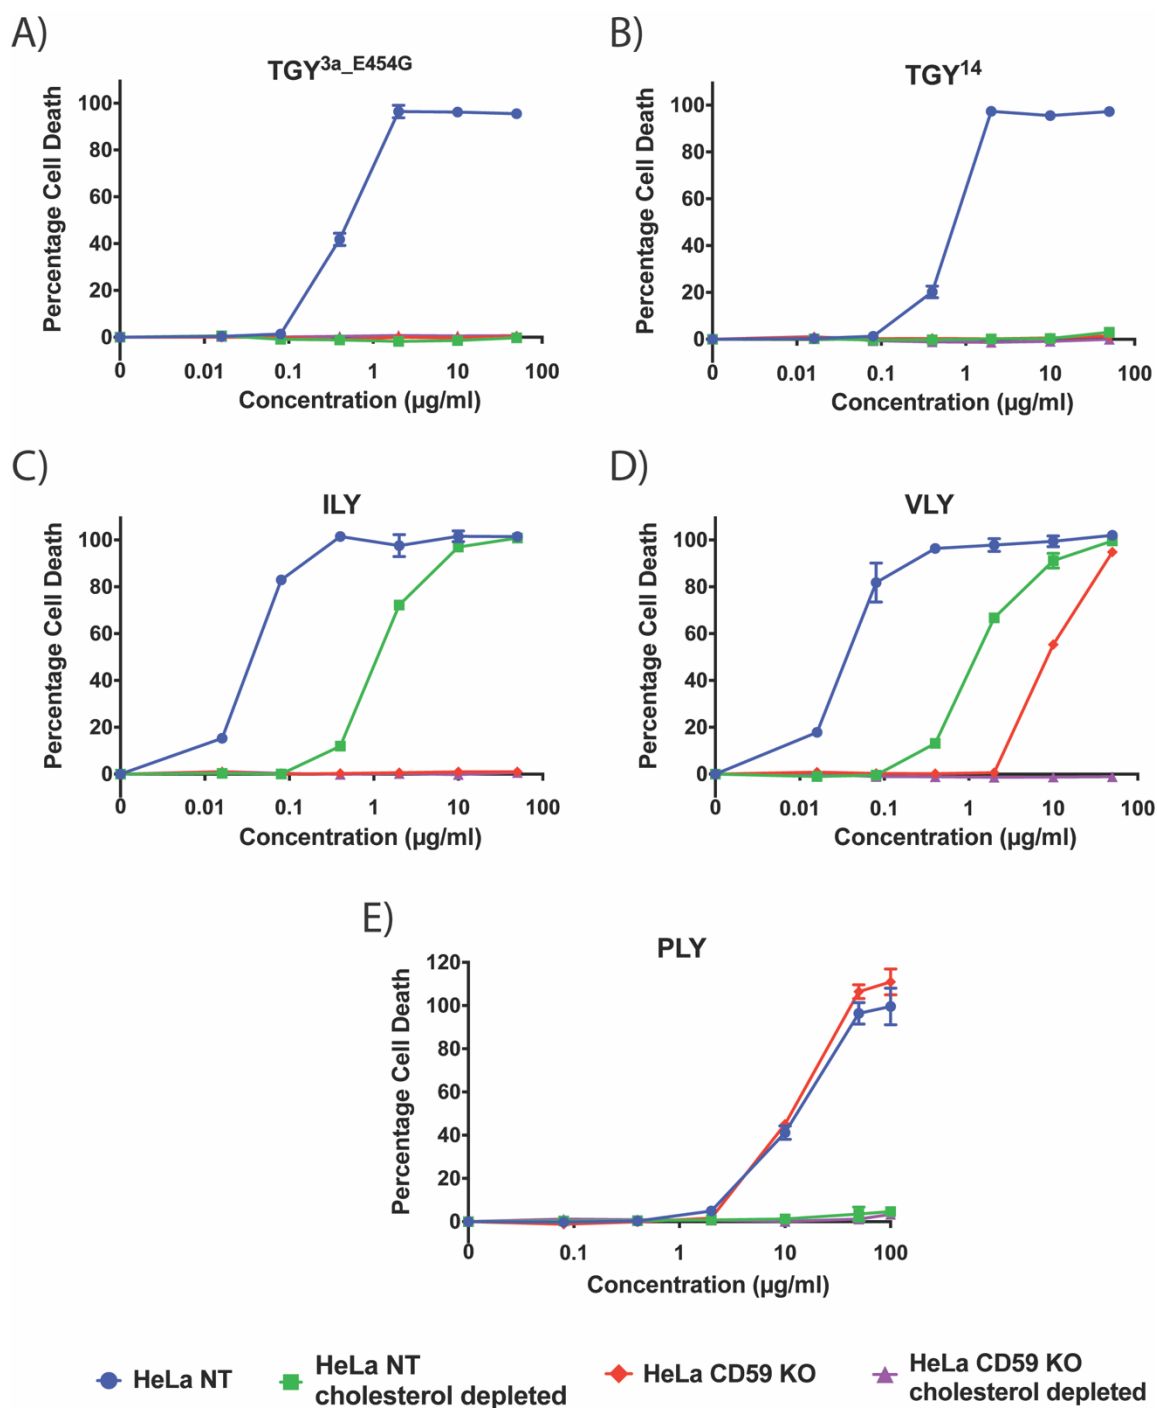 A)
TGY3a_E454G
Percentage Cell Death
100
80
60
40
20
0
0 0.01 0.1 1 10 100
Concentration (µg/ml)
B)
TGY14
Percentage Cell Death
100
80
60
40
20
0
0 0.01 0.1 1 10 100
Concentration (µg/ml)
C)
ILY
Percentage Cell Death
100
80
60
40
20
0
0 0.01 0.1 1 10 100
Concentration (µg/ml)
D)
VLY
Percentage Cell Death
100
80
60
40
20
0
0 0.01 0.1 1 10 100
Concentration (µg/ml)
E)
PLY
Percentage Cell Death
120
100
80
60
40
20
0
0 0.1 1 10 100
Concentration (µg/ml)
HeLa NT
HeLa NT
cholesterol depleted
HeLa CD59 KO
HeLa CD59 KO
cholesterol depleted